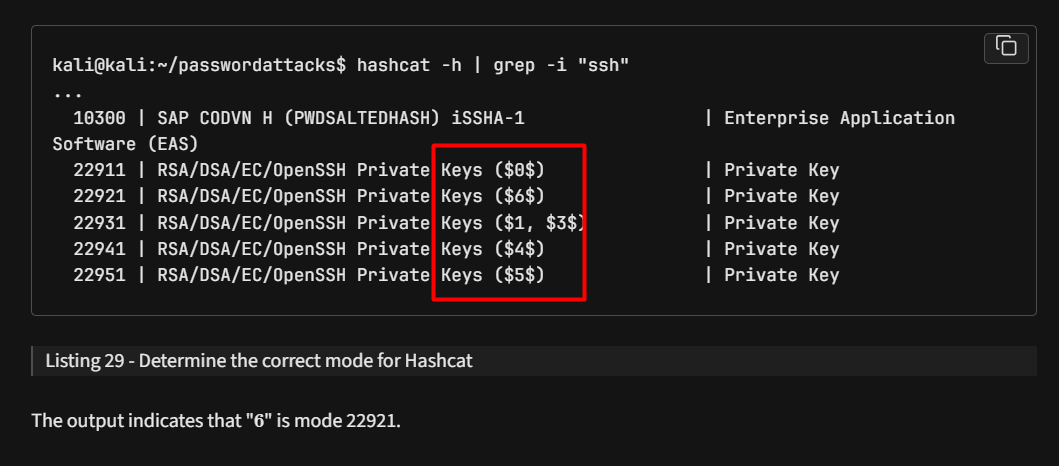 kali@kali:~/passwordattacks$ hashcat -h | grep -i "ssh"
...
  10300 | SAP CODVN H (PWDSALTEDHASH) iSSHA-1                 | Enterprise Application
Software (EAS)
  22911 | RSA/DSA/EC/OpenSSH Private Keys ($0$)               | Private Key
  22921 | RSA/DSA/EC/OpenSSH Private Keys ($6$)               | Private Key
  22931 | RSA/DSA/EC/OpenSSH Private Keys ($1, $3$)           | Private Key
  22941 | RSA/DSA/EC/OpenSSH Private Keys ($4$)               | Private Key
  22951 | RSA/DSA/EC/OpenSSH Private Keys ($5$)               | Private Key
Listing 29 - Determine the correct mode for Hashcat
The output indicates that "6" is mode 22921.